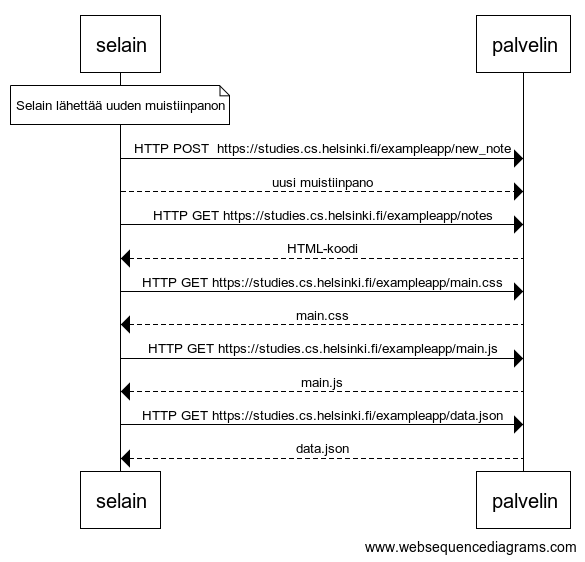 selain palvelin
Selain lähettää uuden muistiinpanon
HTTP POST  https://studies.cs.helsinki.fi/exampleapp/new_note
uusi muistiinpano
HTTP GET https://studies.cs.helsinki.fi/exampleapp/notes
HTML-koodi
HTTP GET https://studies.cs.helsinki.fi/exampleapp/main.css
main.css
HTTP GET https://studies.cs.helsinki.fi/exampleapp/main.js
main.js
HTTP GET https://studies.cs.helsinki.fi/exampleapp/data.json
data.json
selain palvelin
www.websequencediagrams.com